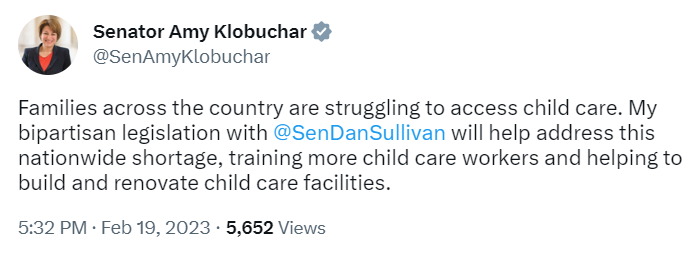 Senator Amy Klobuchar
@SenAmyKlobuchar
Families across the country are struggling to access child care. My
bipartisan legislation with @SenDanSullivan will help address this
nationwide shortage, training more child care workers and helping to
build and renovate child care facilities.
5:32 PM · Feb 19, 2023 · 5,652 Views